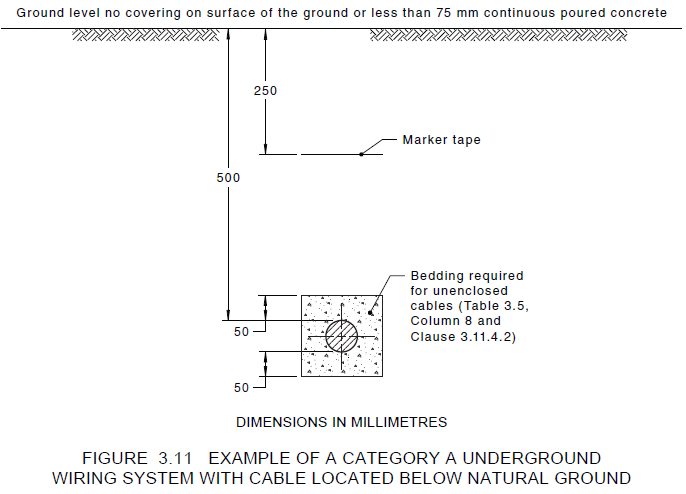 Ground level no covering on surface of the ground or less than 75 mm continuous poured concrete
250
Marker tape
500
Bedding required
for unenclosed
cables (Table 3.5,
Column 8 and
Clause 3.11.4.2)
50
50
DIMENSIONS IN MILLIMETRES
FIGURE 3.11 EXAMPLE OF A CATEGORY A UNDERGROUND
WIRING SYSTEM WITH CABLE LOCATED BELOW NATURAL GROUND